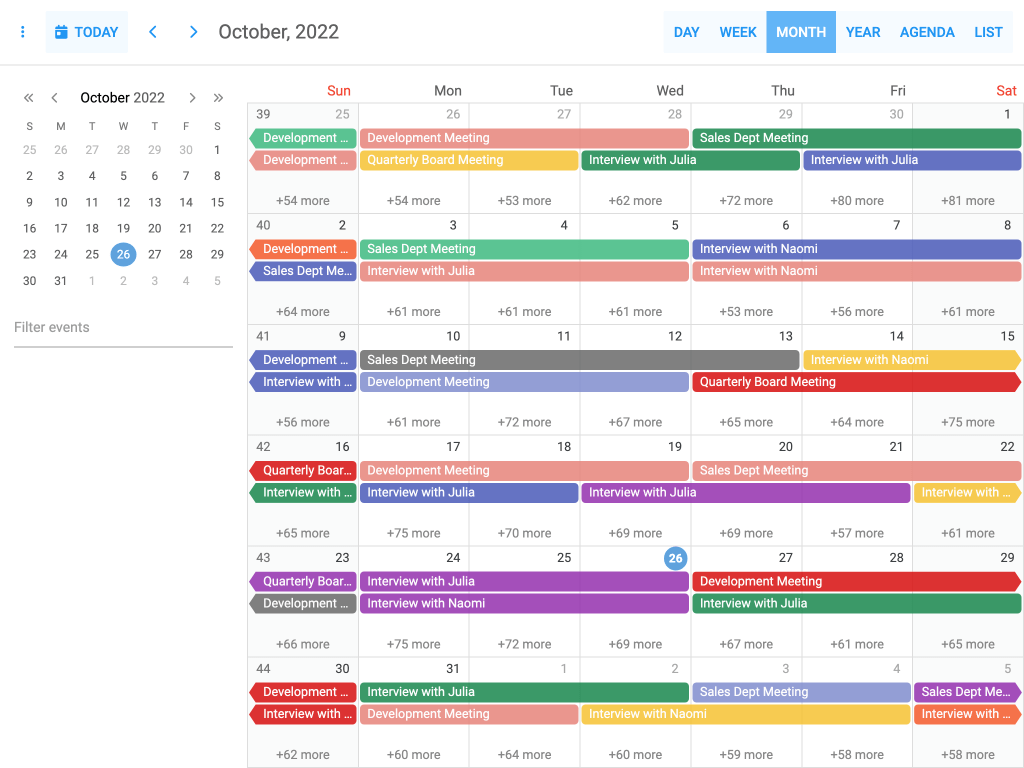 TODAY October, 2022 DAY WEEK MONTH YEAR AGENDA LIST
October 2022
S M T W T F S
25 26 27 28 29 30 1
2 3 4 5 6 7 8
9 10 11 12 13 14 15
16 17 18 19 20 21 22
23 24 25 26 27 28 29
30 31 1 2 3 4 5
Filter events
Sun Mon Tue Wed Thu Fri Sat
39 25 26 27 28 29 30 1
Development ... Development Meeting Sales Dept Meeting
Development ... Quarterly Board Meeting Interview with Julia Interview with Julia
+54 more +54 more +53 more +62 more +72 more +80 more +81 more
40 2 3 4 5 6 7 8
Development ... Sales Dept Meeting Interview with Naomi
Sales Dept Me... Interview with Julia Interview with Naomi
+64 more +61 more +61 more +61 more +53 more +56 more +61 more
41 9 10 11 12 13 14 15
Development ... Sales Dept Meeting Interview with Naomi
Interview with ... Development Meeting Quarterly Board Meeting
+56 more +61 more +72 more +67 more +65 more +64 more +75 more
42 16 17 18 19 20 21 22
Quarterly Boar... Development Meeting Sales Dept Meeting
Interview with ... Interview with Julia Interview with Julia Interview with ...
+65 more +75 more +70 more +69 more +69 more +57 more +61 more
43 23 24 25 26 27 28 29
Quarterly Boar... Interview with Julia Development Meeting
Development ... Interview with Naomi Interview with Julia
+66 more +75 more +72 more +69 more +67 more +61 more +65 more
44 30 31 1 2 3 4 5
Development ... Interview with Julia Sales Dept Meeting Sales Dept Me...
Interview with ... Development Meeting Interview with Naomi Interview with ...
+62 more +60 more +64 more +60 more +59 more +58 more +58 more